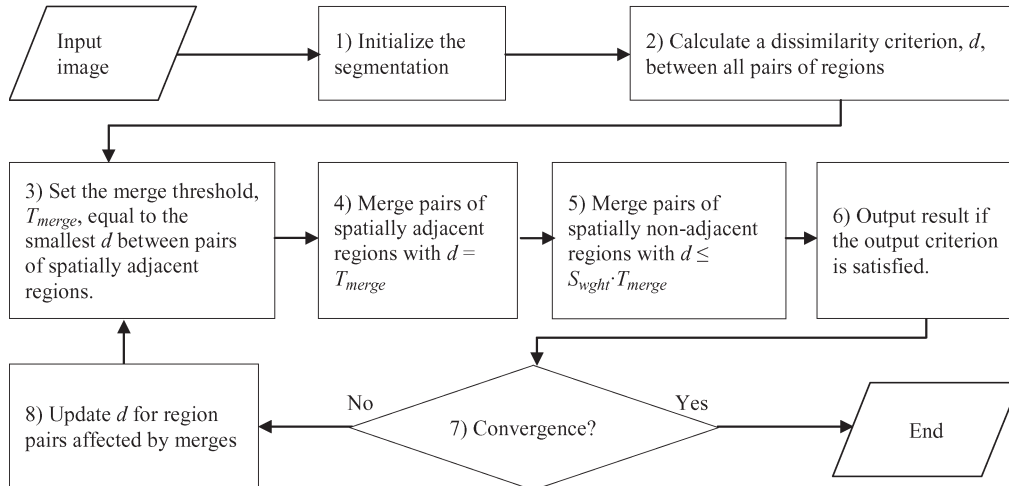 Input
image
1) Initialize the
segmentation
2) Calculate a dissimilarity criterion, d,
between all pairs of regions
3) Set the merge threshold,
Tmerge, equal to the
smallest d between pairs
of spatially adjacent
regions.
4) Merge pairs of
spatially adjacent
regions with d =
Tmerge
5) Merge pairs of
spatially non-adjacent
regions with d ≤
Swght·Tmerge
6) Output result if
the output criterion
is satisfied.
8) Update d for region
pairs affected by merges
No
7) Convergence?
Yes
End